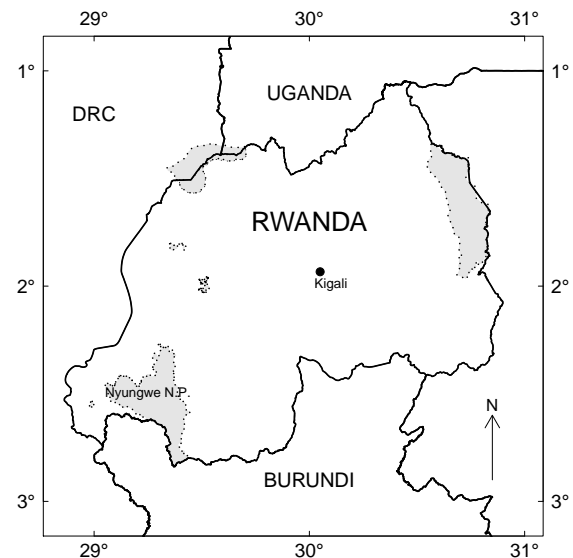 29° 30° 31°
1° 1°
UGANDA
DRC
RWANDA
2° 2°
Kigali
Nyungwe N.P.
N
BURUNDI
3° 3°
29° 30° 31°